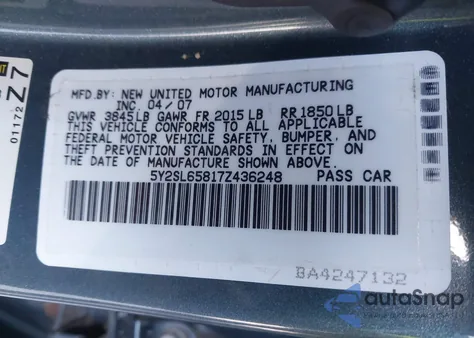 MFD.BY: NEW UNITED MOTOR MANUFACTURING
INC. 04/07
GVWR 3845LB GAWR FR 2015LB RR1850LB
THIS VEHICLE CONFORMS TO ALL APPLICABLE
FEDERAL MOTOR VEHICLE SAFETY, BUMPER, AND
THEFT PREVENTION STANDARDS IN EFFECT ON
THE DATE OF MANUFACTURE SHOWN ABOVE.
5Y2SL65817Z436248 PASS CAR
BA4247132
01172
Z7
autoSnap